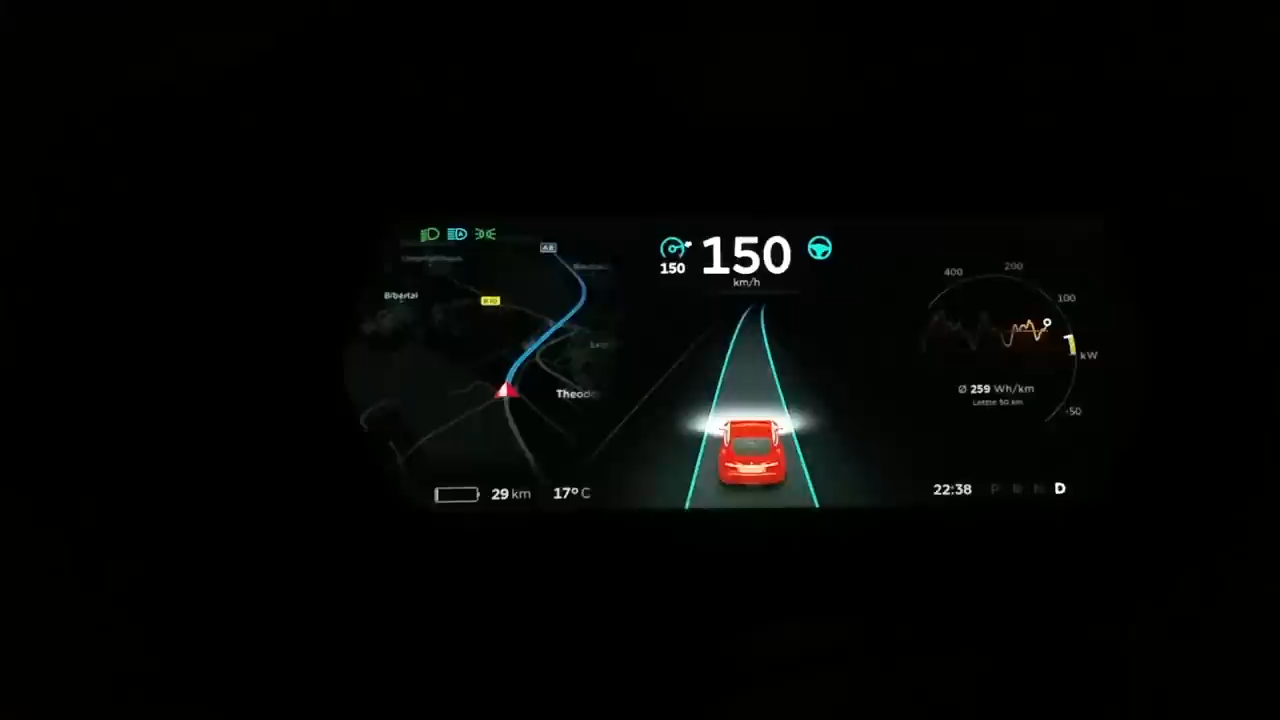 A8
Bibertal
B10
Theode
29 km
17°C
150
150
km/h
400
200
100
kW
-50
Ø 259 Wh/km
Letzte 50 km
22:38
P R N D